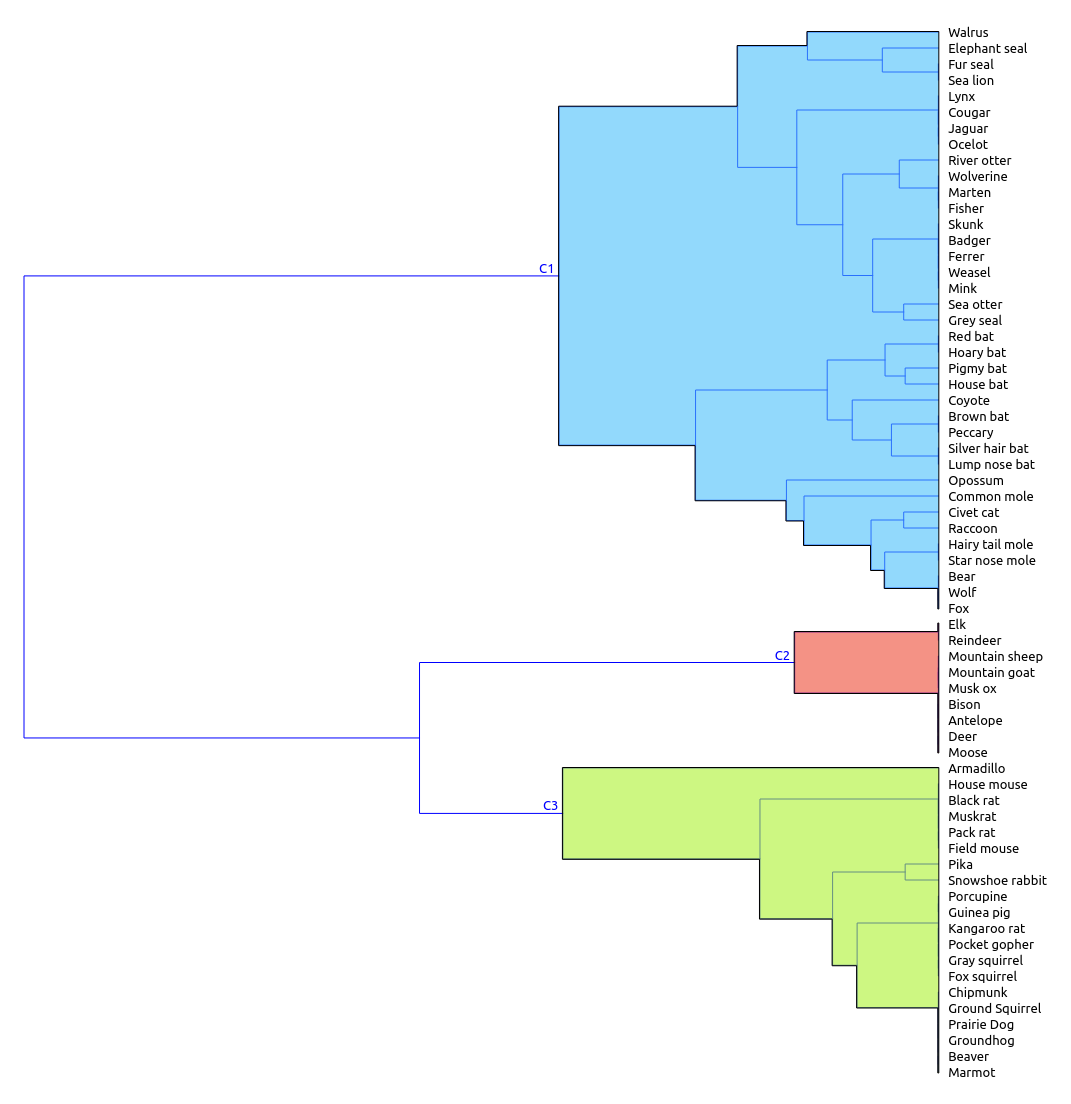 Walrus
Elephant seal
Fur seal
Sea lion
Lynx
Cougar
Jaguar
Ocelot
River otter
Wolverine
Marten
Fisher
Skunk
Badger
Ferrer
Weasel
C1
Mink
Sea otter
Grey seal
Red bat
Hoary bat
Pigmy bat
House bat
Coyote
Brown bat
Peccary
Silver hair bat
Lump nose bat
Opossum
Common mole
Civet cat
Raccoon
Hairy tail mole
Star nose mole
Bear
Wolf
Fox
Elk
Reindeer
C2
Mountain sheep
Mountain goat
Musk ox
Bison
Antelope
Deer
Moose
Armadillo
House mouse
Black rat
C3
Muskrat
Pack rat
Field mouse
Pika
Snowshoe rabbit
Porcupine
Guinea pig
Kangaroo rat
Pocket gopher
Gray squirrel
Fox squirrel
Chipmunk
Ground Squirrel
Prairie Dog
Groundhog
Beaver
Marmot